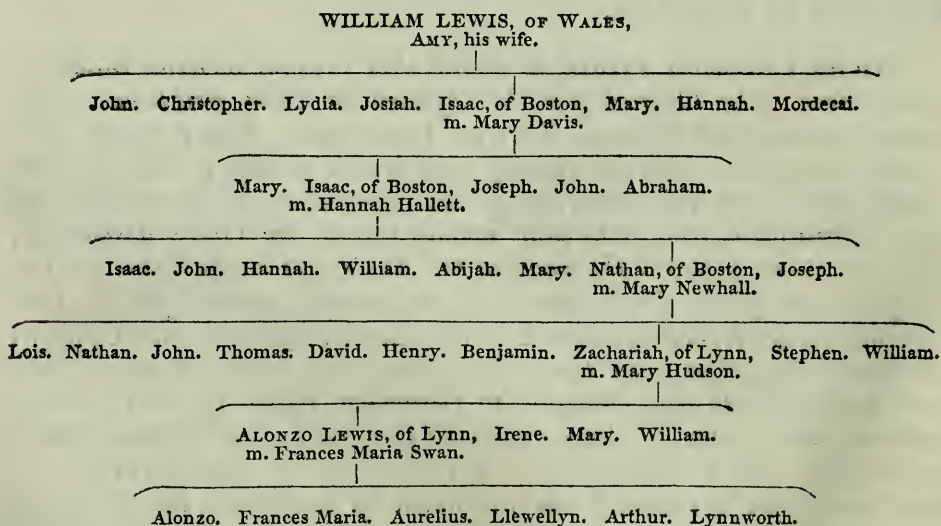 WILLIAM LEWIS, OF WALES,
AMY, his wife.
John. Christopher. Lydia. Josiah. Isaac, of Boston, Mary. Hannah. Mordecai.
m. Mary Davis.
Mary. Isaac, of Boston, Joseph. John. Abraham.
m. Hannah Hallett.
Isaac. John. Hannah. William. Abijah. Mary. Nathan, of Boston, Joseph.
m. Mary Newhall.
Lois. Nathan. John. Thomas. David. Henry. Benjamin. Zachariah, of Lynn, Stephen. William.
m. Mary Hudson.
ALONZO LEWIS, of Lynn, Irene. Mary. William.
m. Frances Maria Swan.
Alonzo. Frances Maria. Aurelius. Llewellyn. Arthur. Lynnworth.